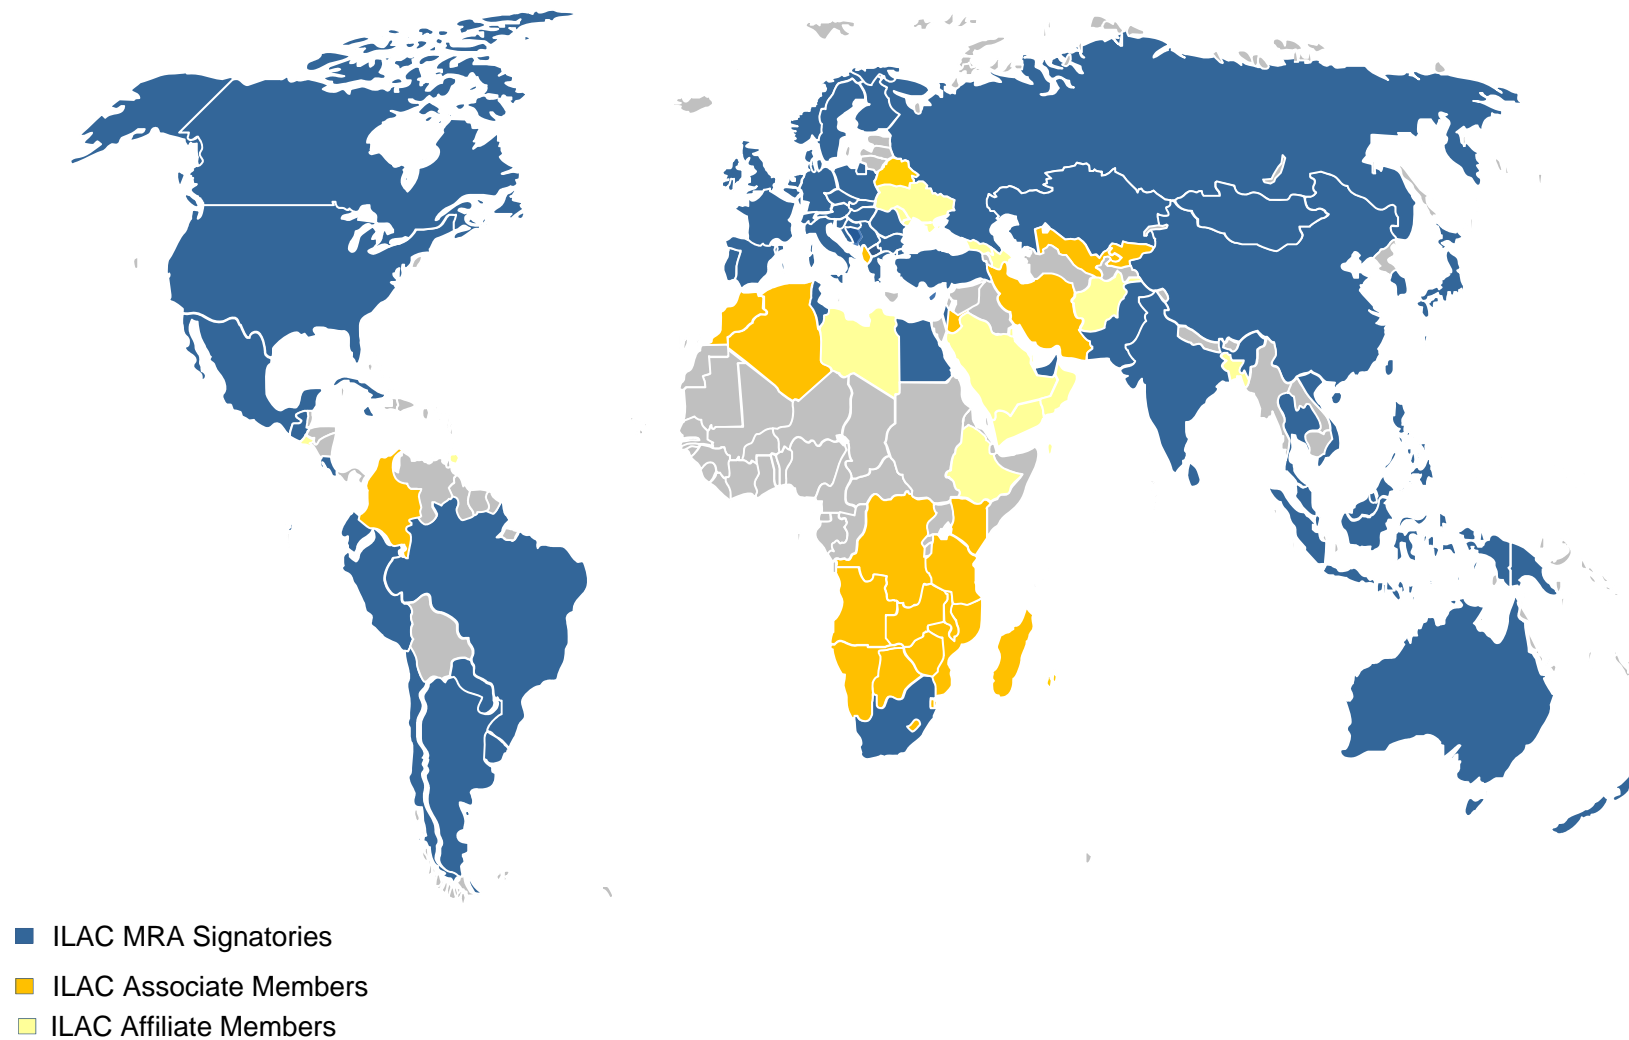 ILAC MRA Signatories
ILAC Associate Members
ILAC Affiliate Members